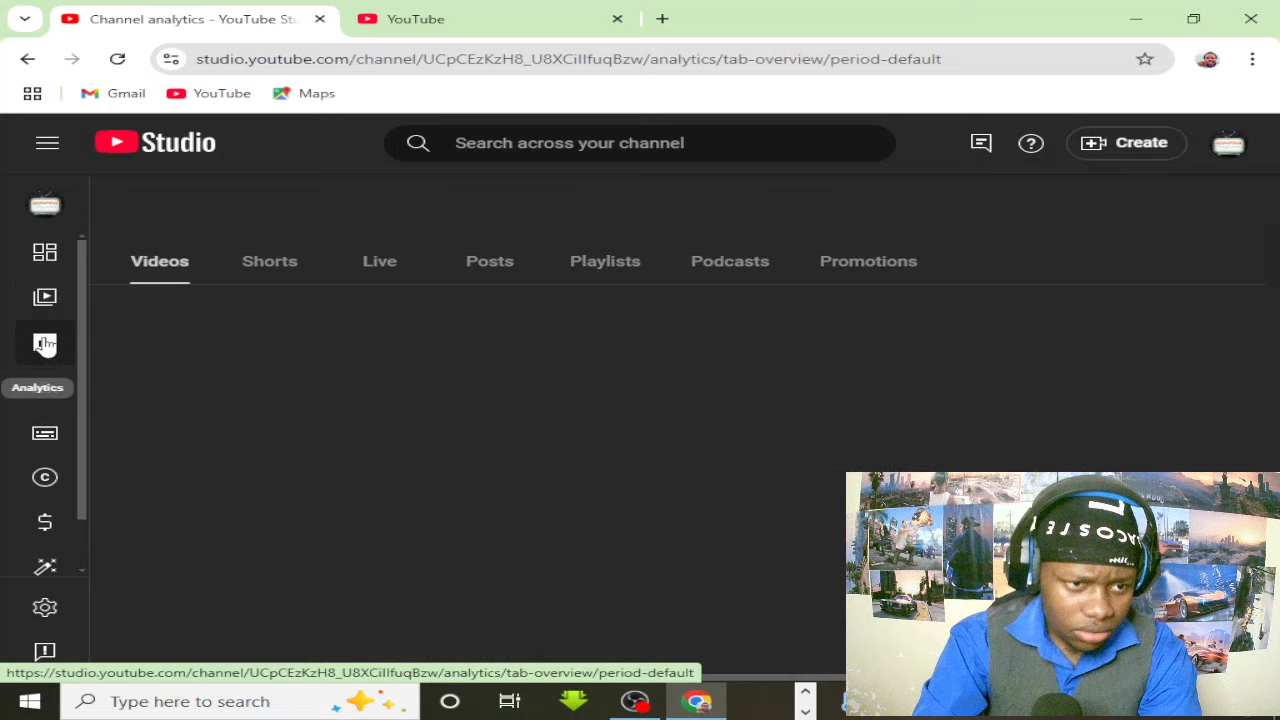 Channel analytics - YouTube Stu
YouTube
studio.youtube.com/channel/UCpCEzKzH8_U8XCiIIfuqBzw/analytics/tab-overview/period-default
Gmail
YouTube
Maps
Studio
Search across your channel
Create
Videos
Shorts
Live
Posts
Playlists
Podcasts
Promotions
Analytics
https://studio.youtube.com/channel/UCpCEzKzH8_U8XCiIIfuqBzw/analytics/tab-overview/period-default
Type here to search